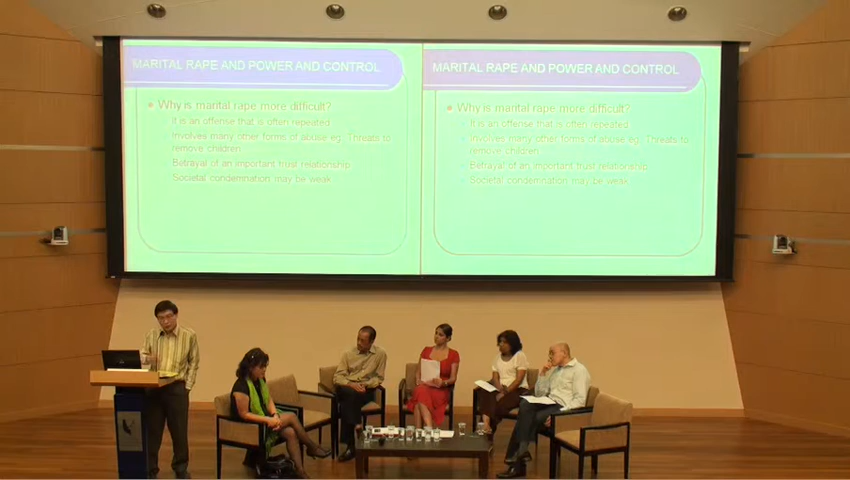 MARITAL RAPE AND POWER AND CONTROL
Why is marital rape more difficult?
It is an offense that is often repeated
Involves many other forms of abuse eg. Threats to
remove children
Betrayal of an important trust relationship
Societal condemnation may be weak
MARITAL RAPE AND POWER AND CONTROL
Why is marital rape more difficult?
It is an offense that is often repeated
Involves many other forms of abuse eg. Threats to
remove children
Betrayal of an important trust relationship
Societal condemnation may be weak